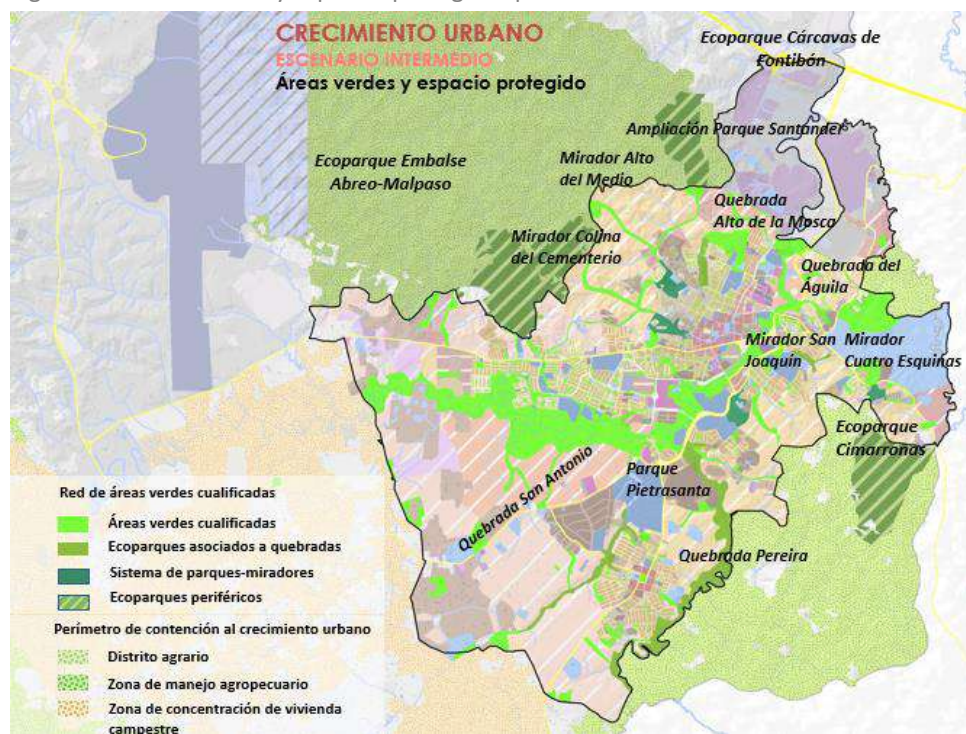 CRECIMIENTO URBANO
ESCENARIO INTERMEDIO
Áreas verdes y espacio protegido
Ecoparque Cárcavas de
Fontibón
Ampliación Parque Santander
Ecoparque Embalse
Abreo-Malpaso
Mirador Alto
del Medio
Quebrada
Alto de la Mosca
Mirador Colina
del Cementerio
Quebrada del
Águila
Mirador San
Joaquín
Mirador
Cuatro Esquinas
Ecoparque
Cimarronas
Quebrada San Antonio
Parque
Pietrasanta
Quebrada Pereira
Red de áreas verdes cualificadas
Áreas verdes cualificadas
Ecoparques asociados a quebradas
Sistema de parques-miradores
Ecoparques periféricos
Perímetro de contención al crecimiento urbano
Distrito agrario
Zona de manejo agropecuario
Zona de concentración de vivienda
campestre